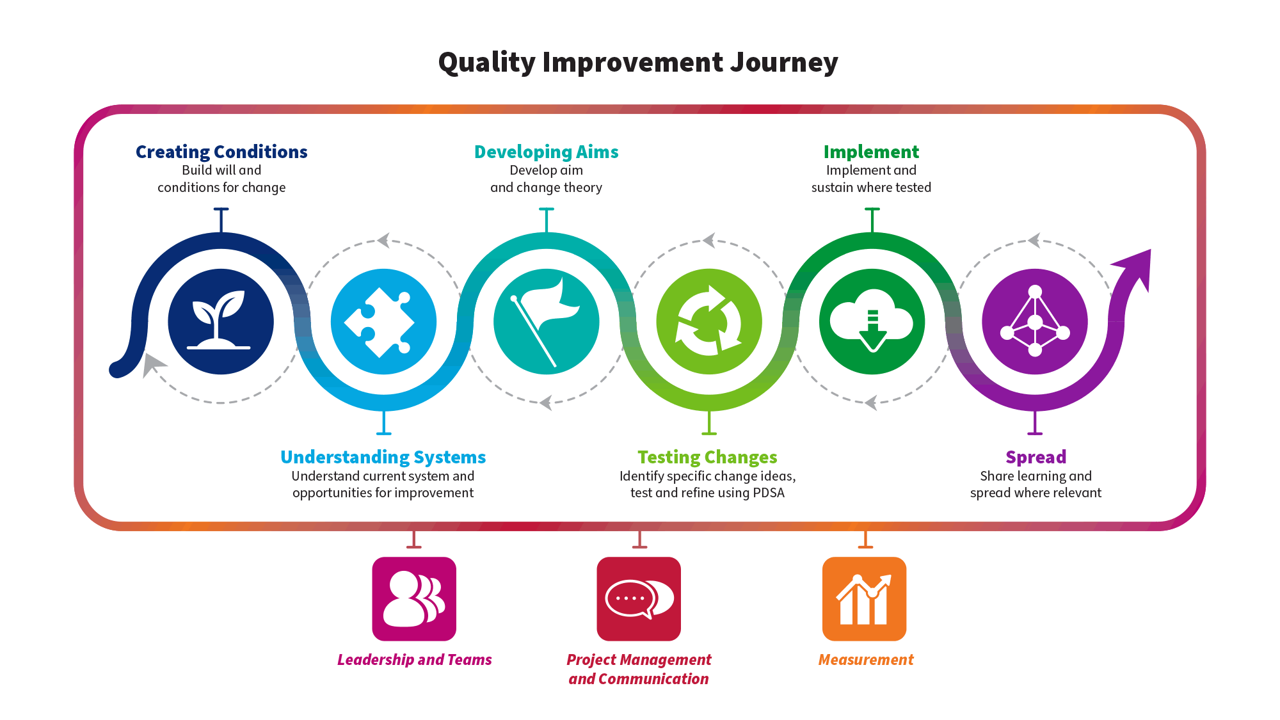 Quality Improvement Journey
Creating Conditions
Build will and
conditions for change
Developing Aims
Develop aim
and change theory
Implement
Implement and
sustain where tested
Understanding Systems
Understand current system and
opportunities for improvement
Testing Changes
Identify specific change ideas,
test and refine using PDSA
Spread
Share learning and
spread where relevant
Leadership and Teams
Project Management
and Communication
Measurement